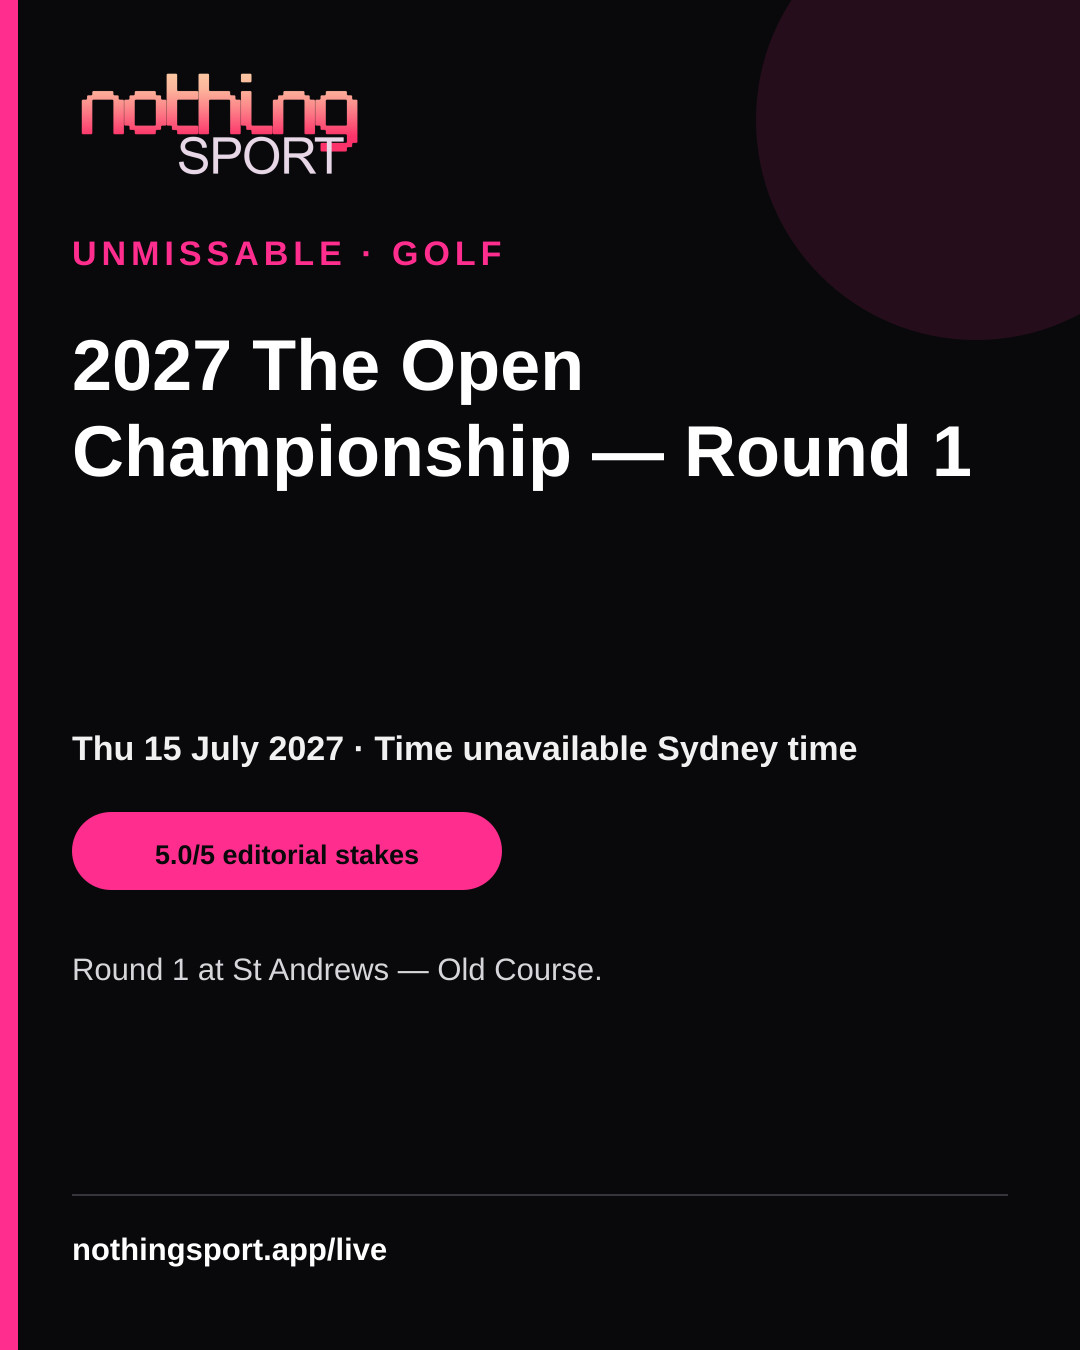 nothing
SPORT
UNMISSABLE · GOLF
2027 The Open
Championship — Round 1
Thu 15 July 2027 · Time unavailable Sydney time
5.0/5 editorial stakes
Round 1 at St Andrews — Old Course.
nothingsport.app/live